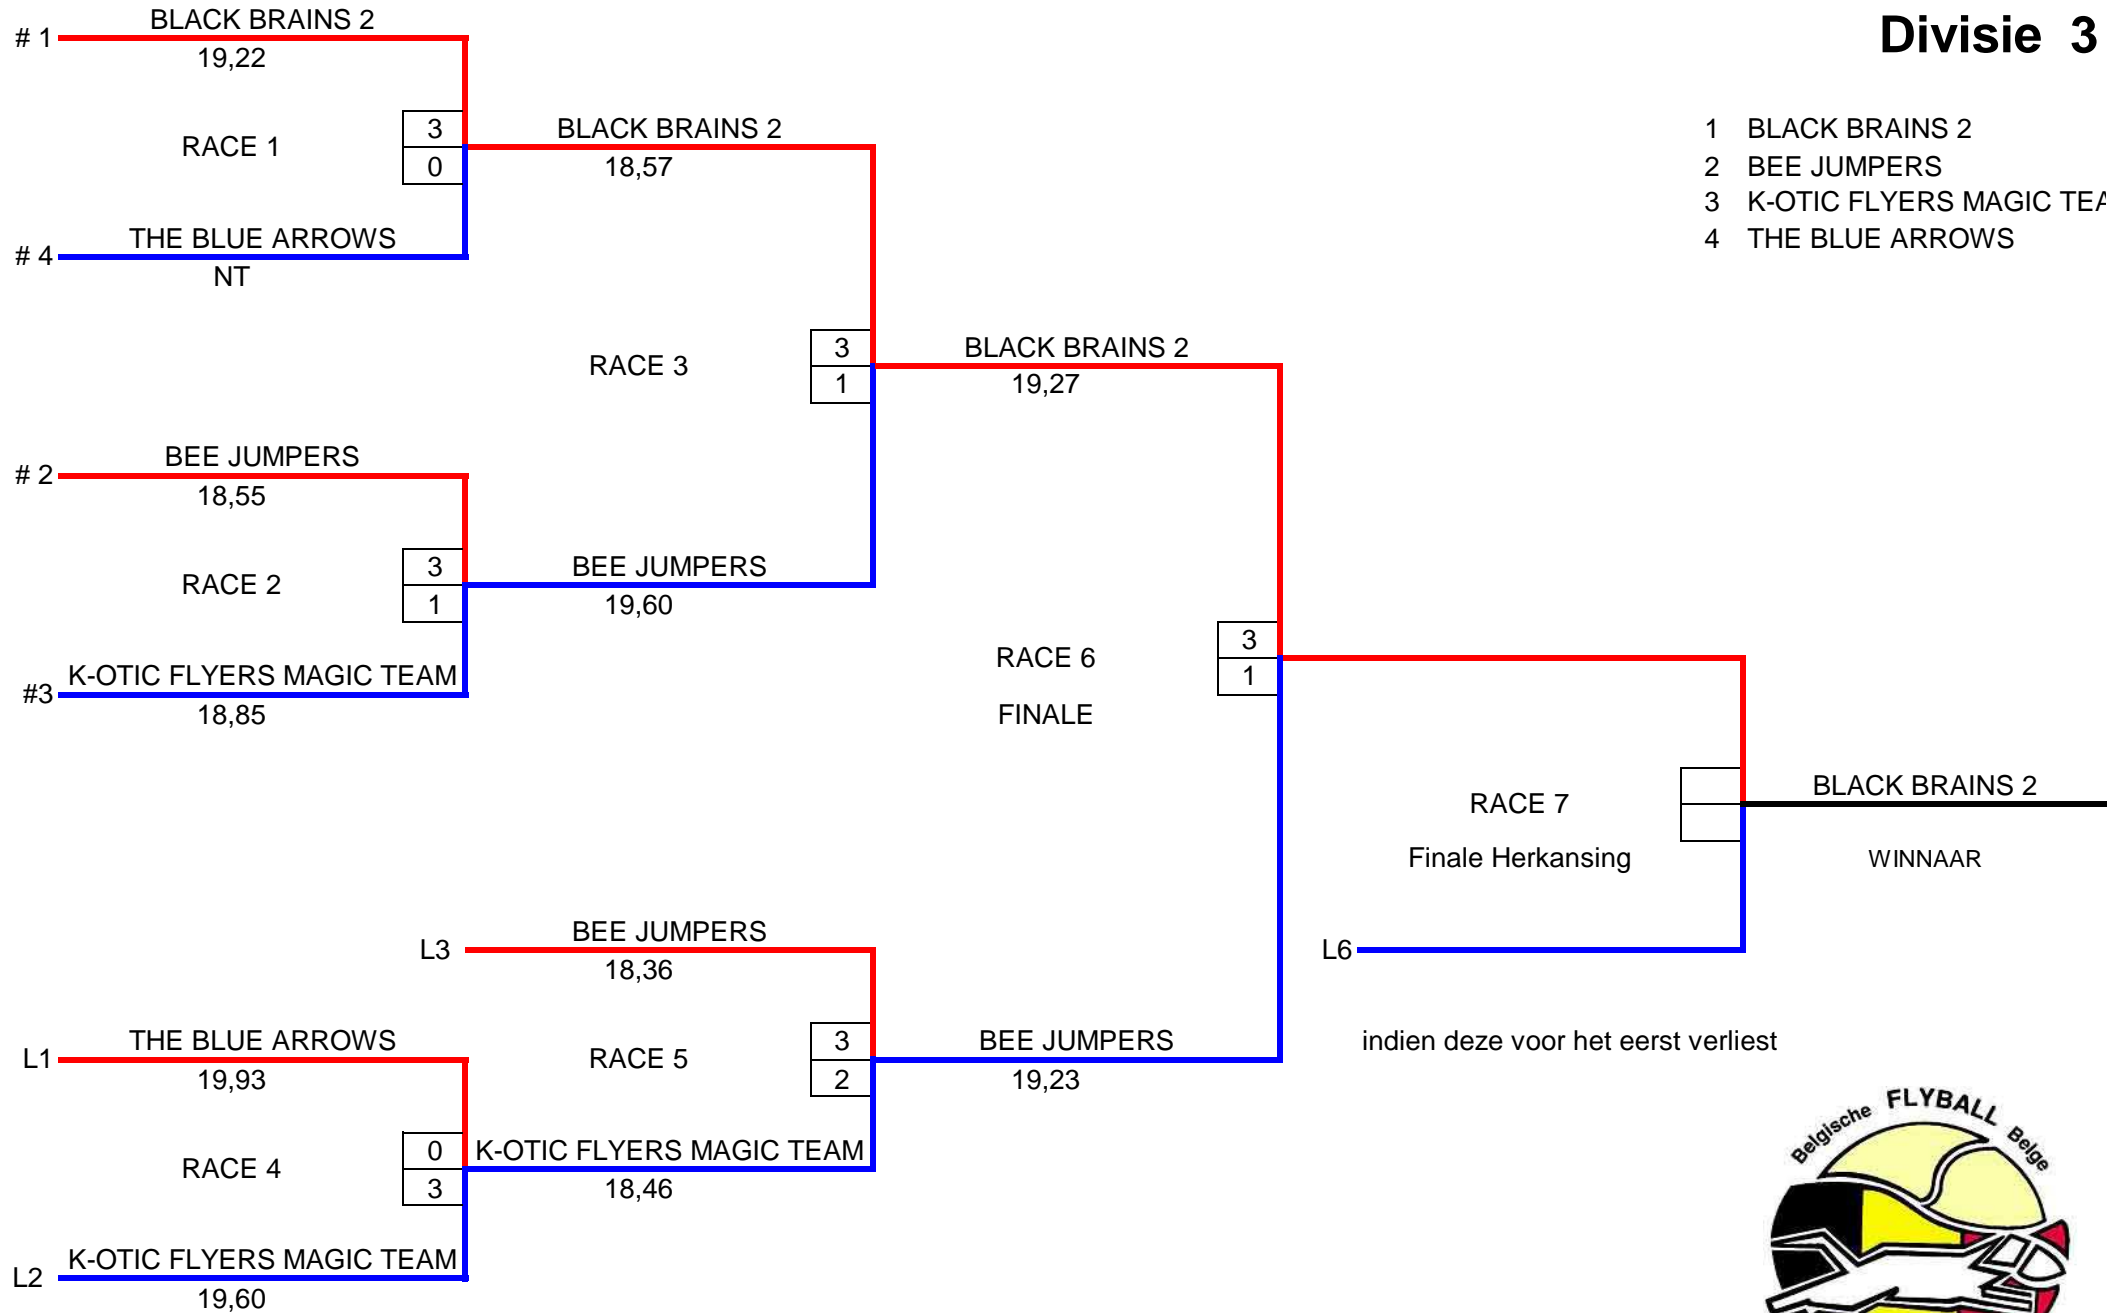 Divisie 3
1 BLACK BRAINS 2
2 BEE JUMPERS
3 K-OTIC FLYERS MAGIC TEA
4 THE BLUE ARROWS
# 1
BLACK BRAINS 2
19,22
RACE 1
3
0
# 4
THE BLUE ARROWS
NT
BLACK BRAINS 2
18,57
RACE 3
3
1
BLACK BRAINS 2
19,27
# 2
BEE JUMPERS
18,55
RACE 2
3
1
BEE JUMPERS
19,60
#3
K-OTIC FLYERS MAGIC TEAM
18,85
RACE 6
3
1
FINALE
RACE 7
Finale Herkansing
BLACK BRAINS 2
WINNAAR
L3
BEE JUMPERS
18,36
L6
indien deze voor het eerst verliest
L1
THE BLUE ARROWS
19,93
RACE 5
3
2
BEE JUMPERS
19,23
RACE 4
0
3
K-OTIC FLYERS MAGIC TEAM
18,46
L2
K-OTIC FLYERS MAGIC TEAM
19,60
Belgische FLYBALL Belge